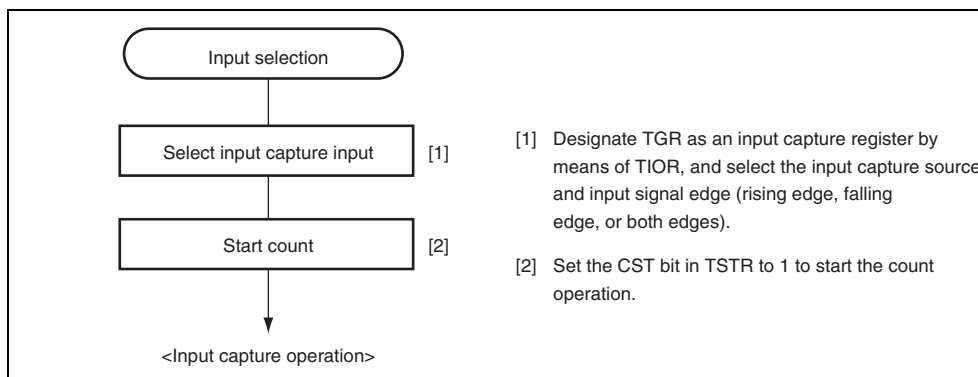 Input selection
Select input capture input
[1]
Start count
[2]
<Input capture operation>
[1] Designate TGR as an input capture register by
means of TIOR, and select the input capture source
and input signal edge (rising edge, falling
edge, or both edges).
[2] Set the CST bit in TSTR to 1 to start the count
operation.